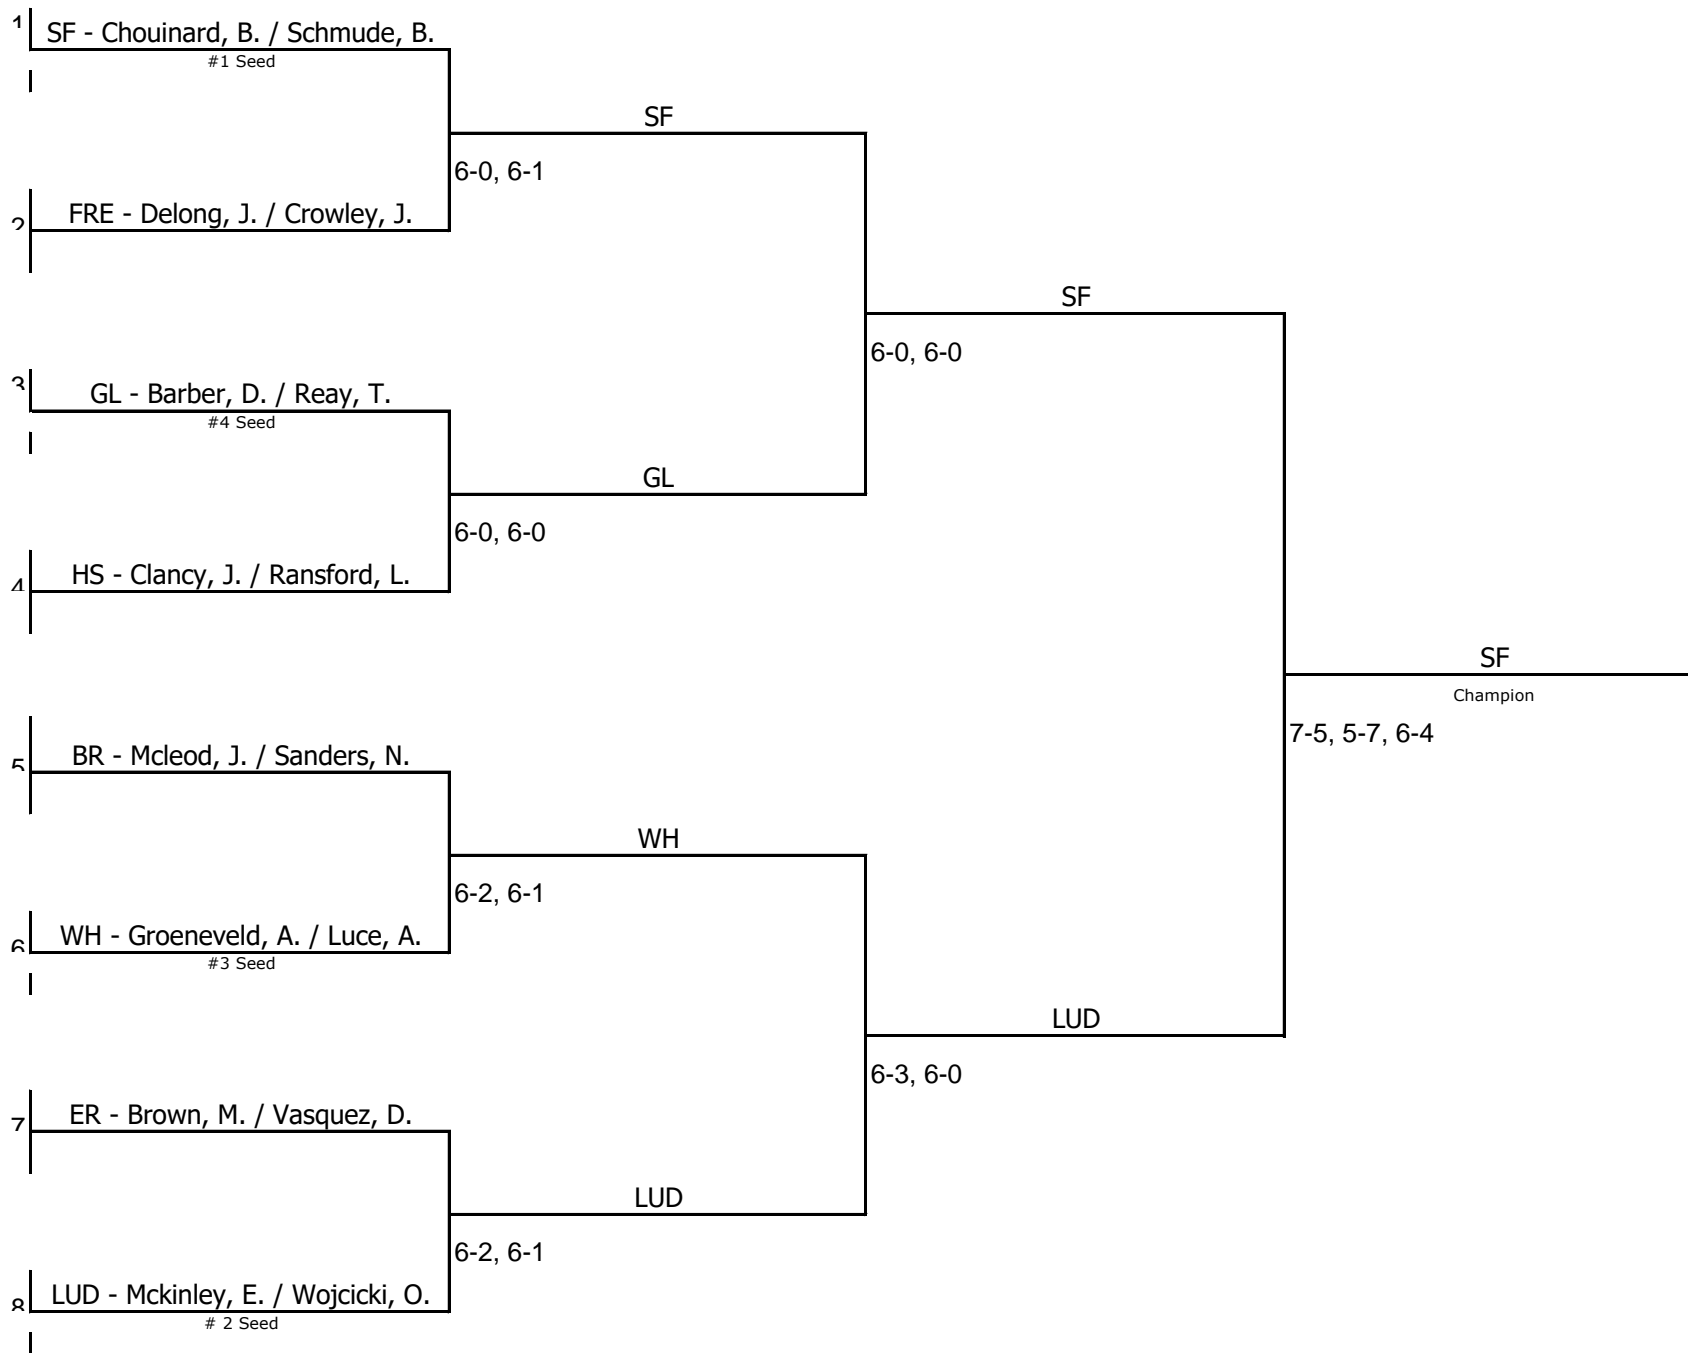 1
SF - Chouinard, B. / Schmude, B.
#1 Seed
SF
6-0, 6-1
2
FRE - Delong, J. / Crowley, J.
SF
6-0, 6-0
3
GL - Barber, D. / Reay, T.
#4 Seed
GL
6-0, 6-0
4
HS - Clancy, J. / Ransford, L.
SF
Champion
7-5, 5-7, 6-4
5
BR - Mcleod, J. / Sanders, N.
WH
6-2, 6-1
6
WH - Groeneveld, A. / Luce, A.
#3 Seed
LUD
6-3, 6-0
7
ER - Brown, M. / Vasquez, D.
LUD
6-2, 6-1
8
LUD - Mckinley, E. / Wojcicki, O.
# 2 Seed